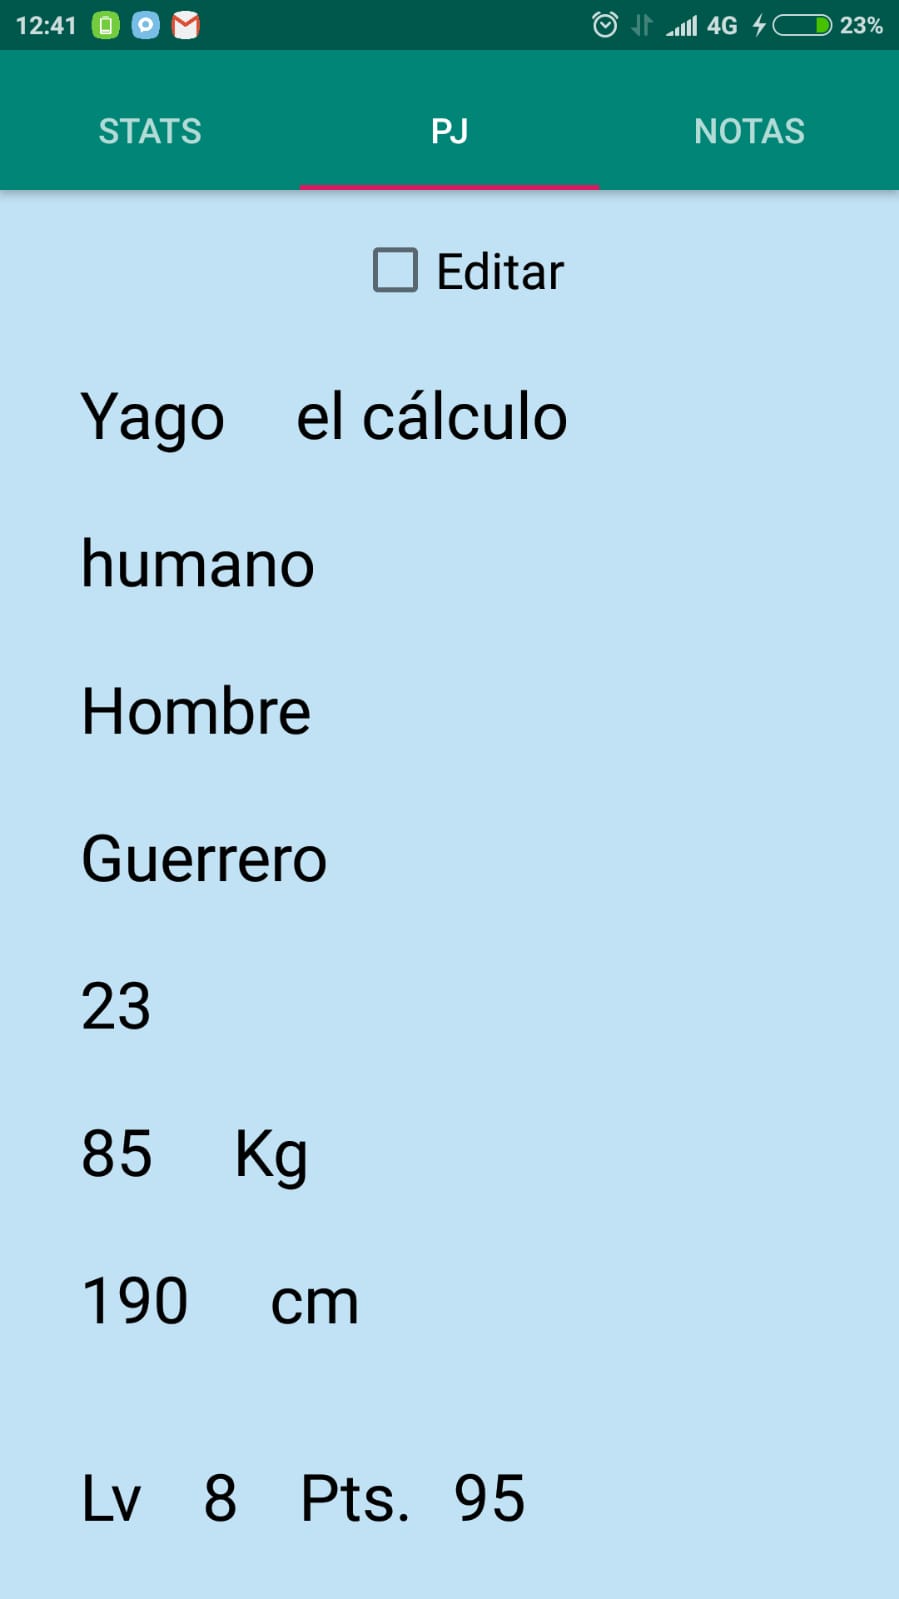 12:41 4G 23%
STATS PJ NOTAS
Editar
Yago el cálculo
humano
Hombre
Guerrero
23
85 Kg
190 cm
Lv 8 Pts. 95